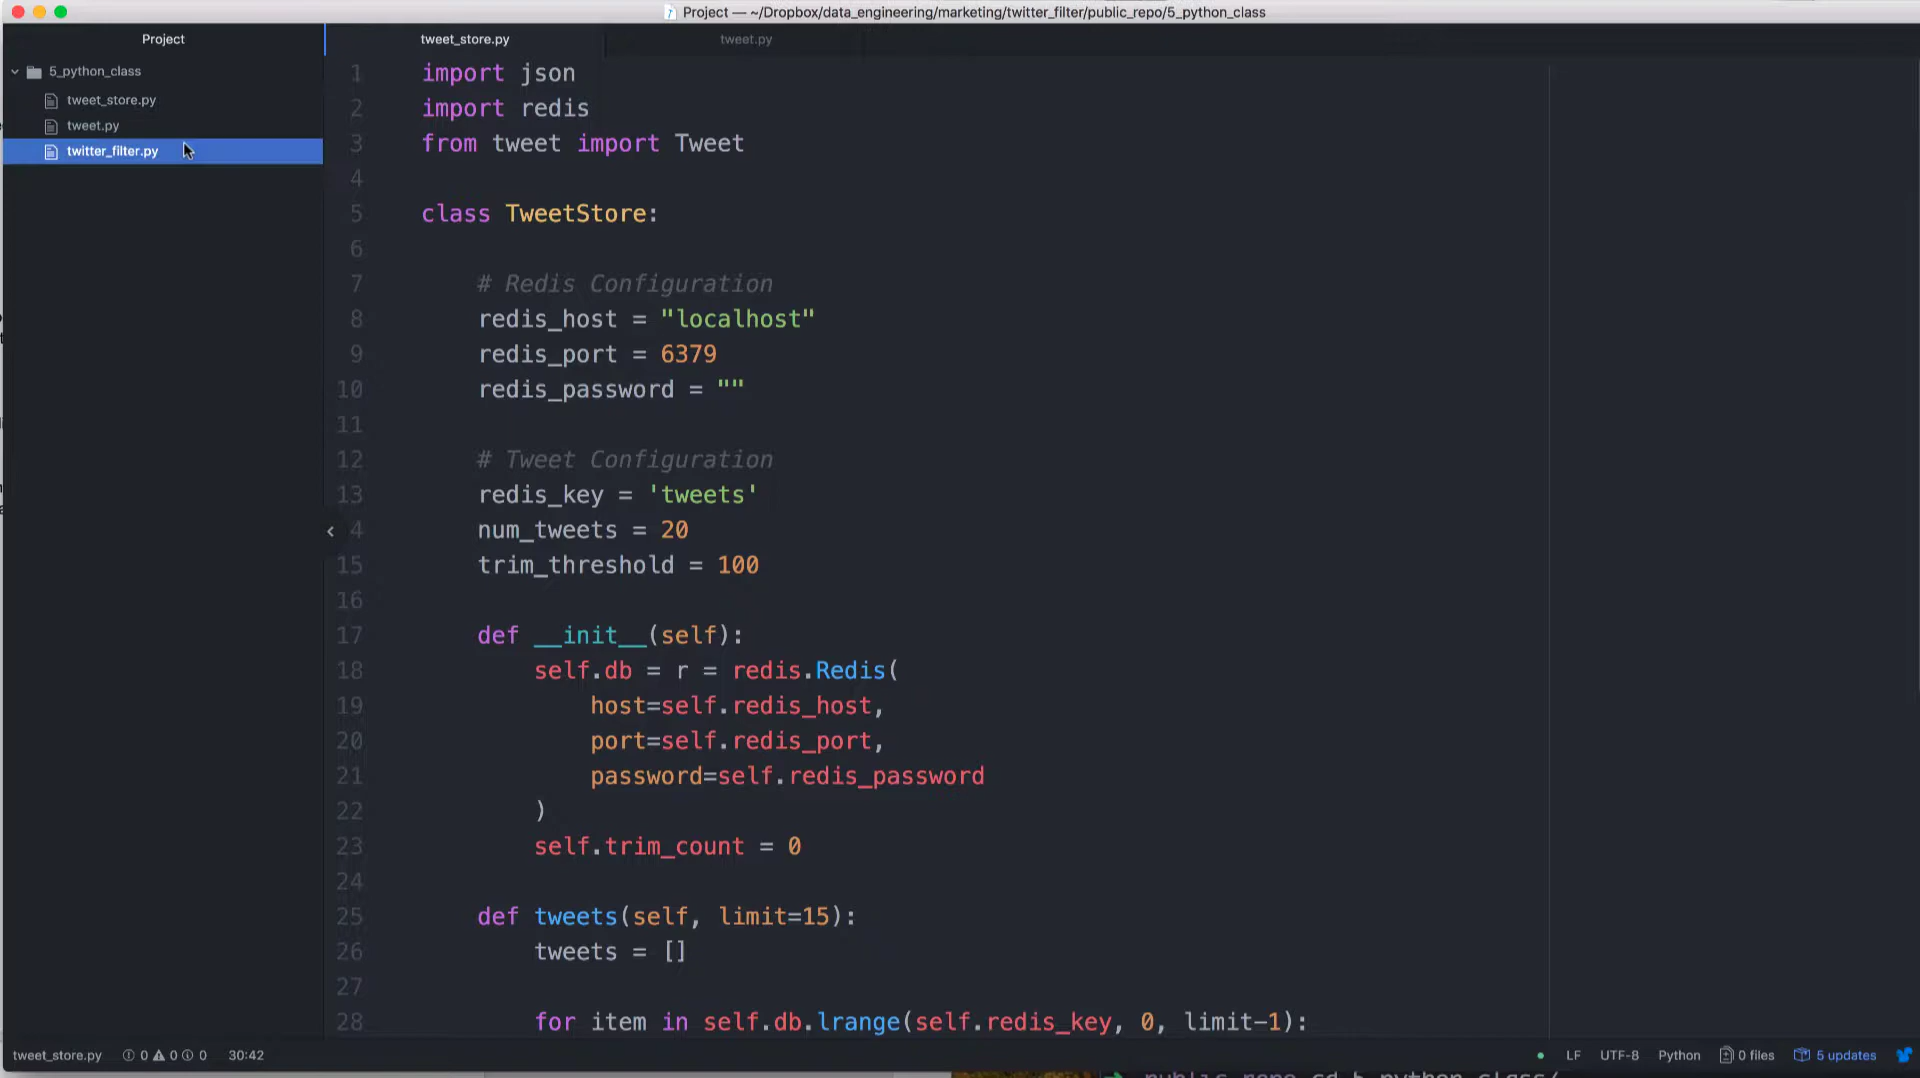 Project — ~/Dropbox/data_engineering/marketing/twitter_filter/public_repo/5_python_class
Project
5_python_class
tweet_store.py
tweet.py
twitter_filter.py
tweet_store.py
tweet.py
1 import json
2 import redis
3 from tweet import Tweet
4
5 class TweetStore:
6
7 # Redis Configuration
8 redis_host = "localhost"
9 redis_port = 6379
10 redis_password = ""
11
12 # Tweet Configuration
13 redis_key = 'tweets'
4 num_tweets = 20
15 trim_threshold = 100
16
17 def __init__(self):
18 self.db = r = redis.Redis(
19 host=self.redis_host,
20 port=self.redis_port,
21 password=self.redis_password
22 )
23 self.trim_count = 0
24
25 def tweets(self, limit=15):
26 tweets = []
27
28 for item in self.db.lrange(self.redis_key, 0, limit-1):
tweet_store.py 0 0 0 30:42
LF UTF-8 Python 0 files 5 updates